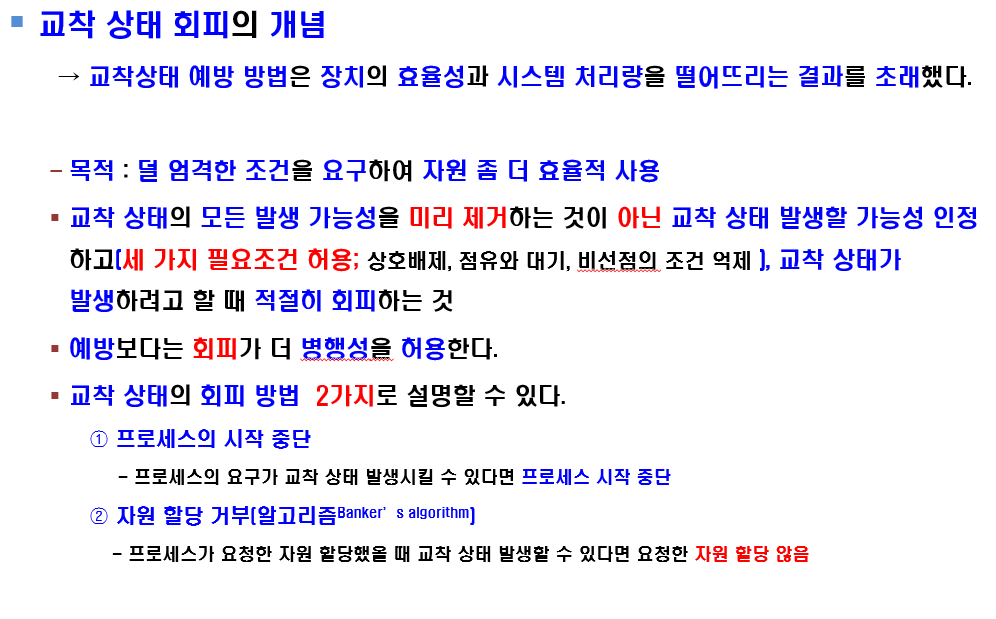 ■ 교착 상태 회피의 개념
→ 교착상태 예방 방법은 장치의 효율성과 시스템 처리량을 떨어뜨리는 결과를 초래했다.
– 목적 : 덜 엄격한 조건을 요구하여 자원 좀 더 효율적 사용
▪ 교착 상태의 모든 발생 가능성을 미리 제거하는 것이 아닌 교착 상태 발생할 가능성 인정
하고(세 가지 필요조건 허용; 상호배제, 점유와 대기, 비선점의 조건 억제 ), 교착 상태가
발생하려고 할 때 적절히 회피하는 것
▪ 예방보다는 회피가 더 병행성을 허용한다.
▪ 교착 상태의 회피 방법 2가지로 설명할 수 있다.
① 프로세스의 시작 중단
– 프로세스의 요구가 교착 상태 발생시킬 수 있다면 프로세스 시작 중단
② 자원 할당 거부(알고리즘Banker’s algorithm)
– 프로세스가 요청한 자원 할당했을 때 교착 상태 발생할 수 있다면 요청한 자원 할당 않음